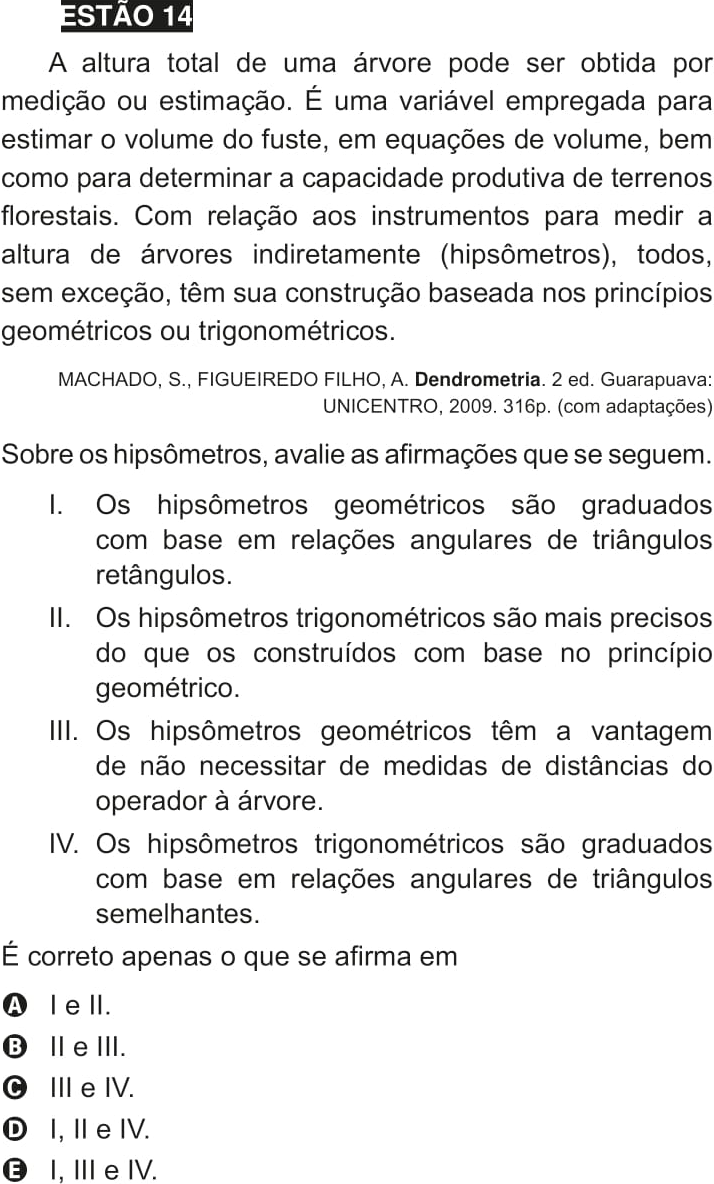 ESTÃO 14
A altura total de uma árvore pode ser obtida por
medição ou estimação. É uma variável empregada para
estimar o volume do fuste, em equações de volume, bem
como para determinar a capacidade produtiva de terrenos
florestais. Com relação aos instrumentos para medir a
altura de árvores indiretamente (hipsômetros), todos,
sem exceção, têm sua construção baseada nos princípios
geométricos ou trigonométricos.
MACHADO, S., FIGUEIREDO FILHO, A. Dendrometria. 2 ed. Guarapuava:
UNICENTRO, 2009. 316p. (com adaptações)
Sobre os hipsômetros, avalie as afirmações que se seguem.
I. Os hipsômetros geométricos são graduados
com base em relações angulares de triângulos
retângulos.
II. Os hipsômetros trigonométricos são mais precisos
do que os construídos com base no princípio
geométrico.
III. Os hipsômetros geométricos têm a vantagem
de não necessitar de medidas de distâncias do
operador à árvore.
IV. Os hipsômetros trigonométricos são graduados
com base em relações angulares de triângulos
semelhantes.
É correto apenas o que se afirma em
A I e II.
B II e III.
C III e IV.
D I, II e IV.
E I, III e IV.